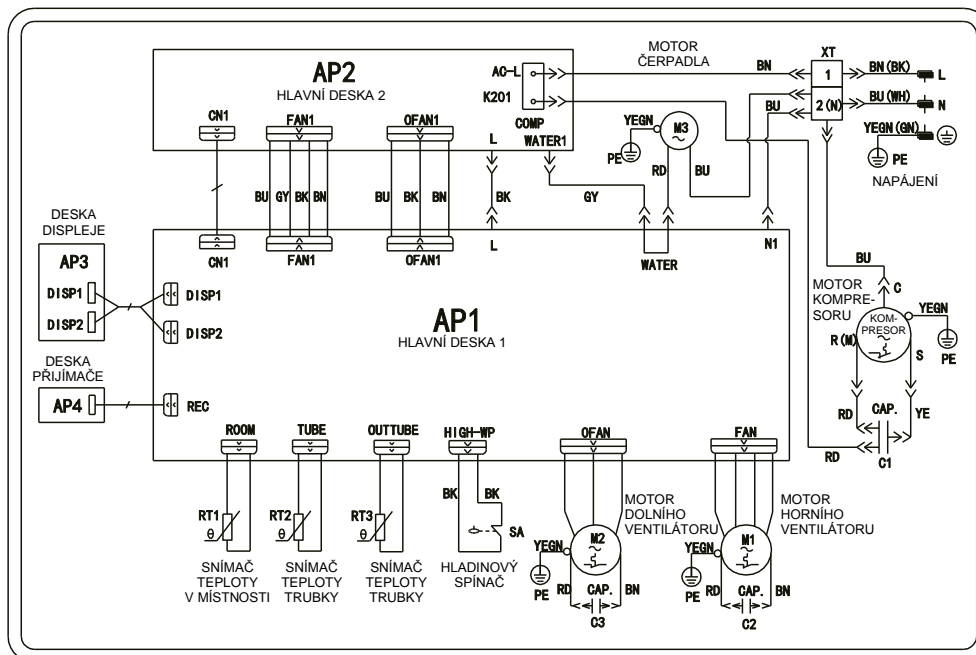 AP2
HLAVNÍ DESKA 2
AC-L
K201
COMP
WATER1
L
CN1
FAN1
OFAN1
MOTOR
ČERPADLA
BN
XT
1
2(N)
BN(BK)
L
BU(WH)
N
YEGN(GN)
PE
NAPÁJENÍ
BU
YEGN
M3
PE
RD
BU
BU
GY
BK
BN
BU
BK
BN
BK
GY
CN1
FAN1
OFAN1
L
WATER
N1
DESKA
DISPLEJE
AP3
DISP1
DISP2
DISP1
DISP2
AP1
HLAVNÍ DESKA 1
DESKA
PŘIJÍMAČE
AP4
REC
BU
C
MOTOR
KOMPRE-
SORU
KOM-
PRESOR
YEGN
PE
R(M)
S
RD
CAP.
YE
C1
RD
ROOM
TUBE
OUTTUBE
HIGH-WP
OFAN
FAN
RT1
θ
RT2
θ
RT3
θ
BK
BK
SA
SNÍMAČ
TEPLOTY
V MÍSTNOSTI
SNÍMAČ
TEPLOTY
TRUBKY
SNÍMAČ
TEPLOTY
TRUBKY
HLADINOVÝ
SPÍNAČ
MOTOR
DOLNÍHO
VENTILÁTORU
YEGN
PE
M2
RD
CAP.
BN
C3
MOTOR
HORNÍHO
VENTILÁTORU
YEGN
PE
M1
RD
CAP.
BN
C2